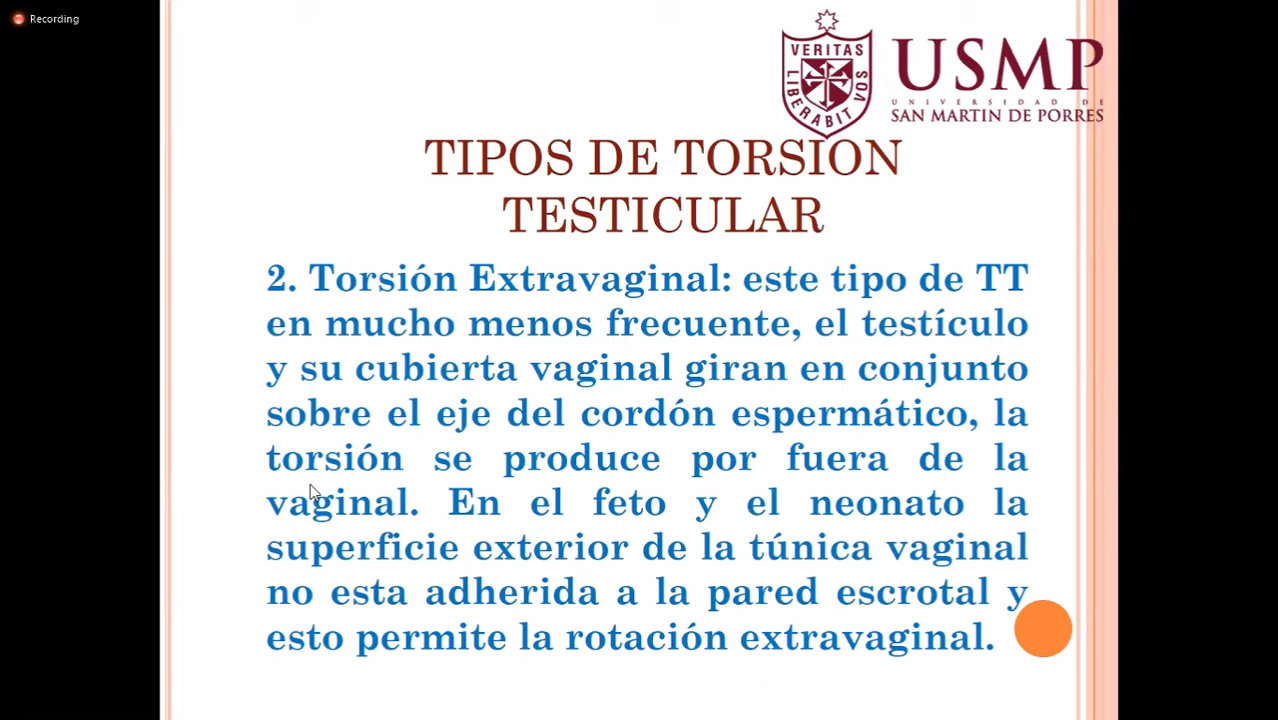 Recording
VERITAS
LIBERABIT VOS
USMP
UNIVERSIDAD DE
SAN MARTIN DE PORRES
TIPOS DE TORSION
TESTICULAR
2. Torsión Extravaginal: este tipo de TT
en mucho menos frecuente, el testículo
y su cubierta vaginal giran en conjunto
sobre el eje del cordón espermático, la
torsión se produce por fuera de la
vaginal. En el feto y el neonato la
superficie exterior de la túnica vaginal
no esta adherida a la pared escrotal y
esto permite la rotación extravaginal.